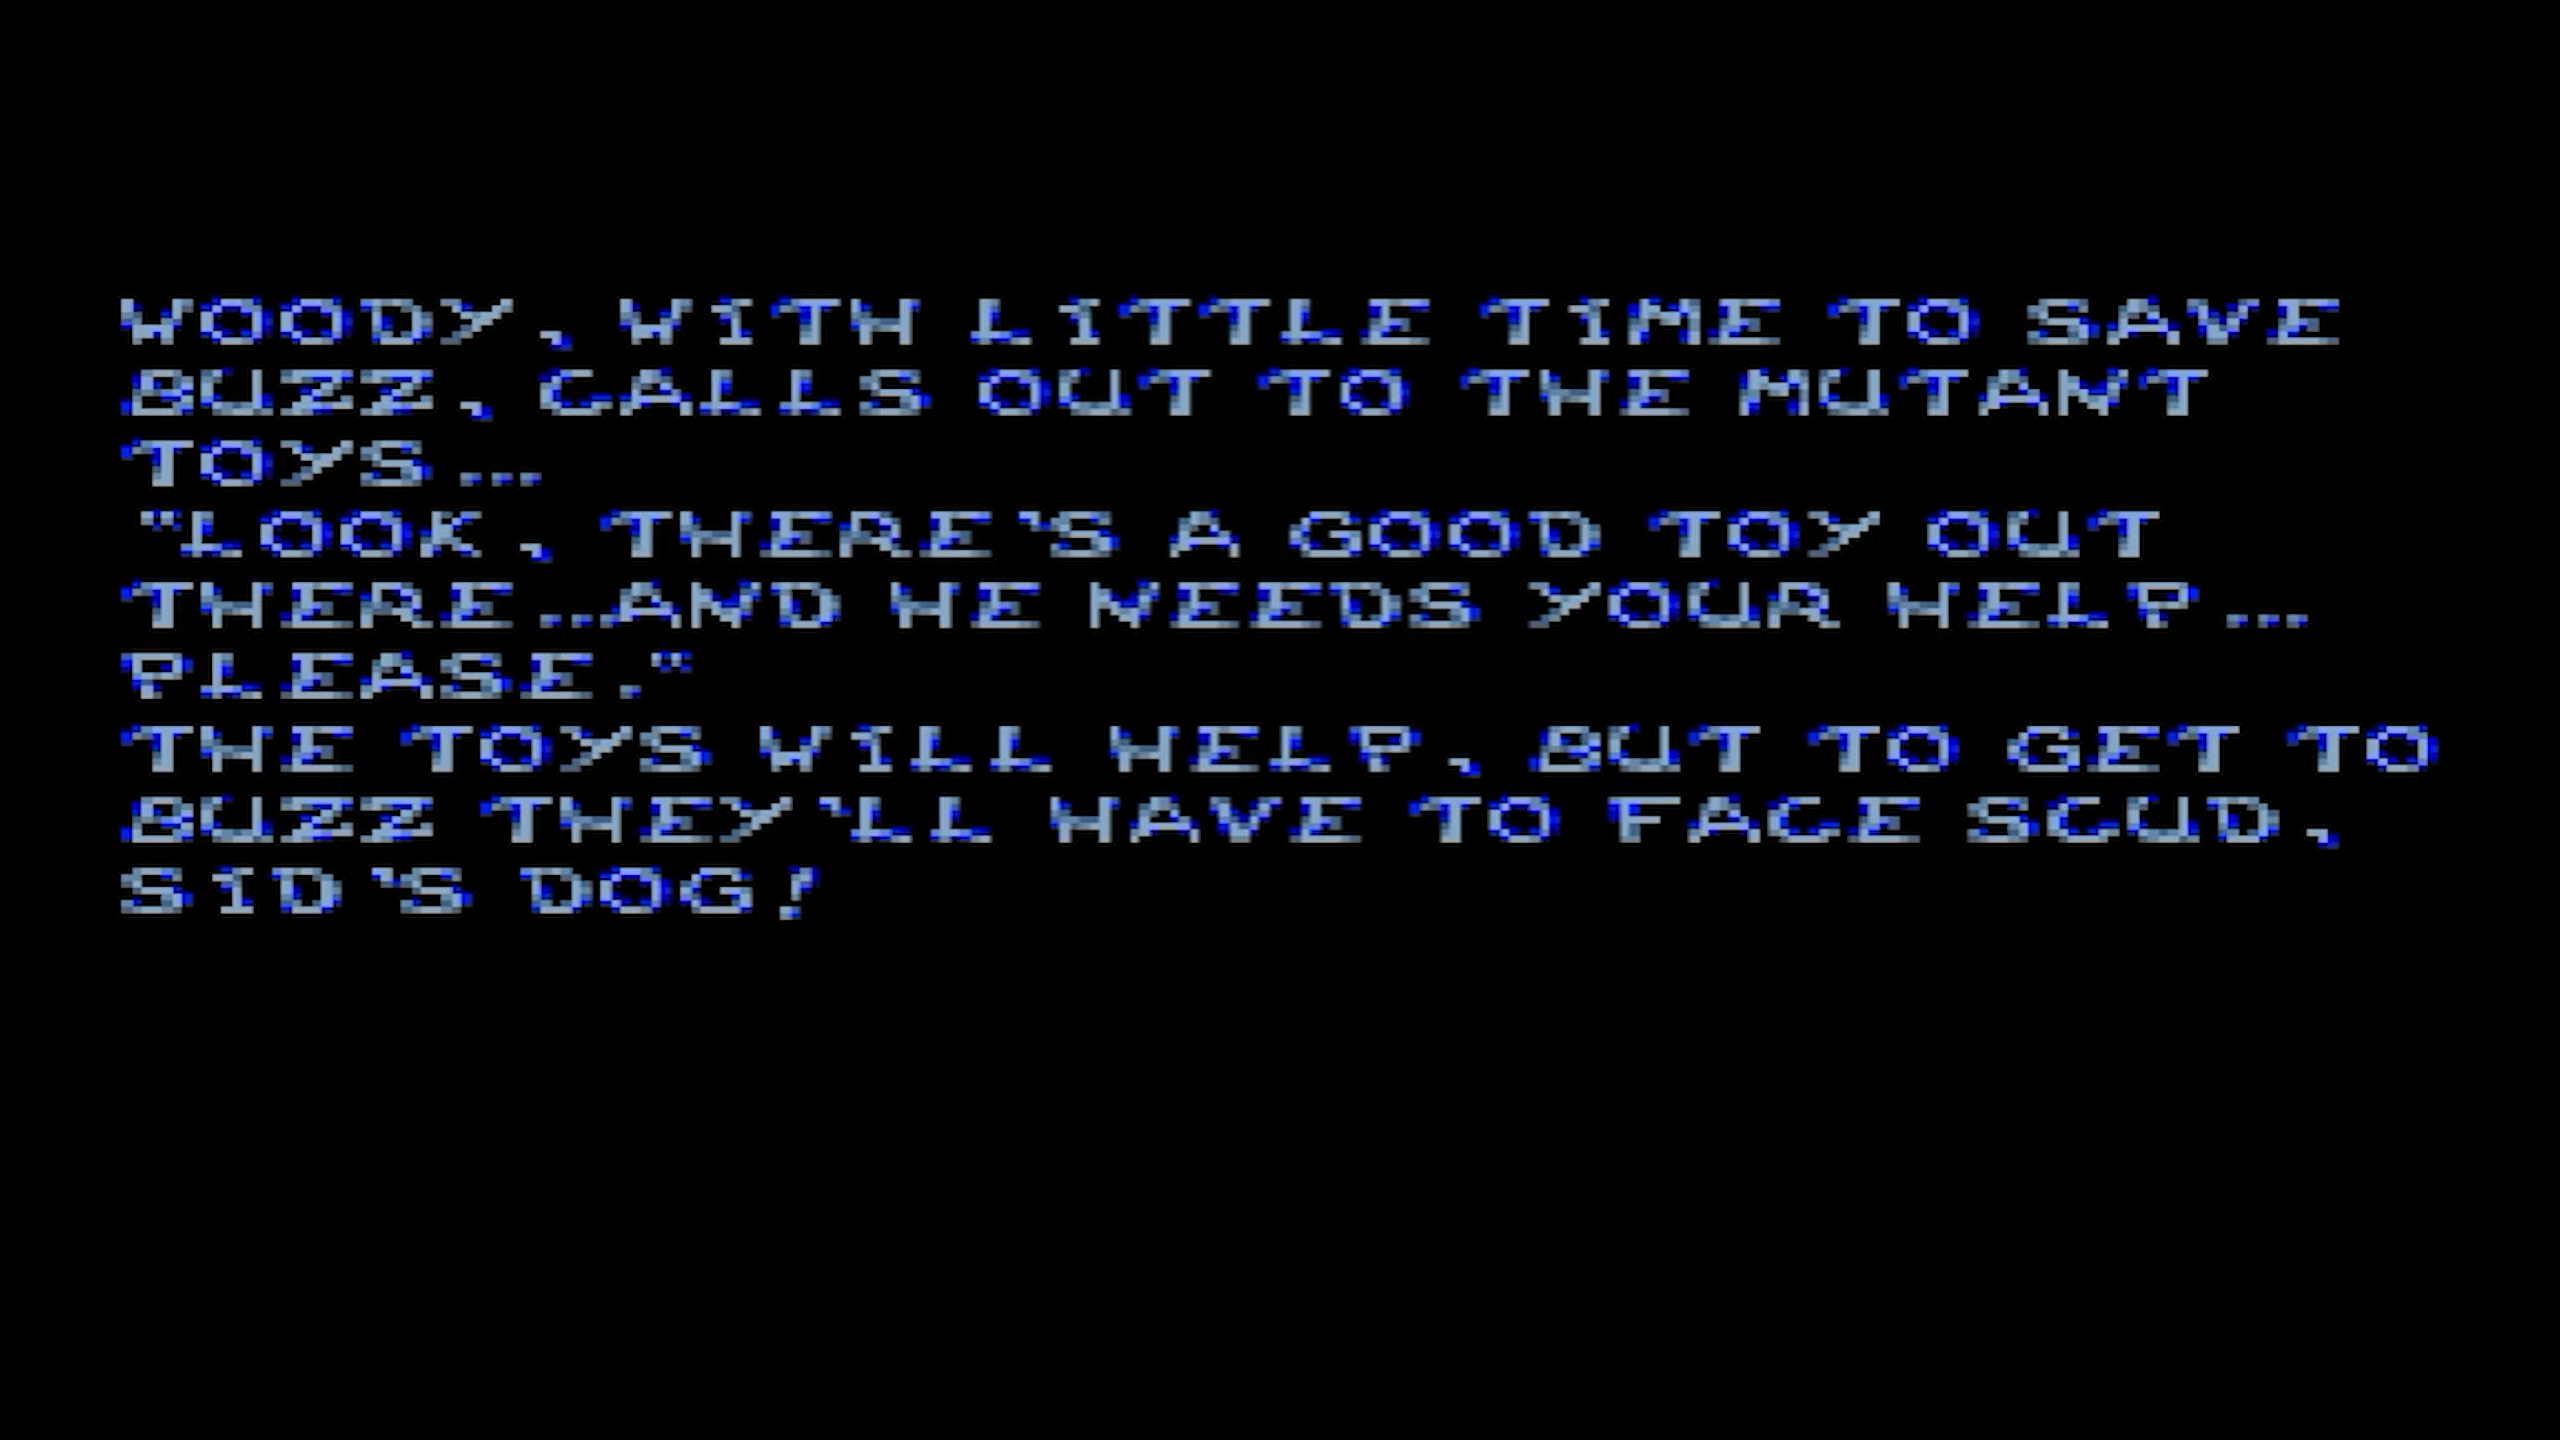 WOODY, WITH LITTLE TIME TO SAVE
BUZZ, CALLS OUT TO THE MUTANT
TOYS...
"LOOK, THERE'S A GOOD TOY OUT
THERE...AND HE NEEDS YOUR HELP...
PLEASE."
THE TOYS WILL HELP, BUT TO GET TO
BUZZ THEY'LL HAVE TO FACE SCUD,
SID'S DOG!